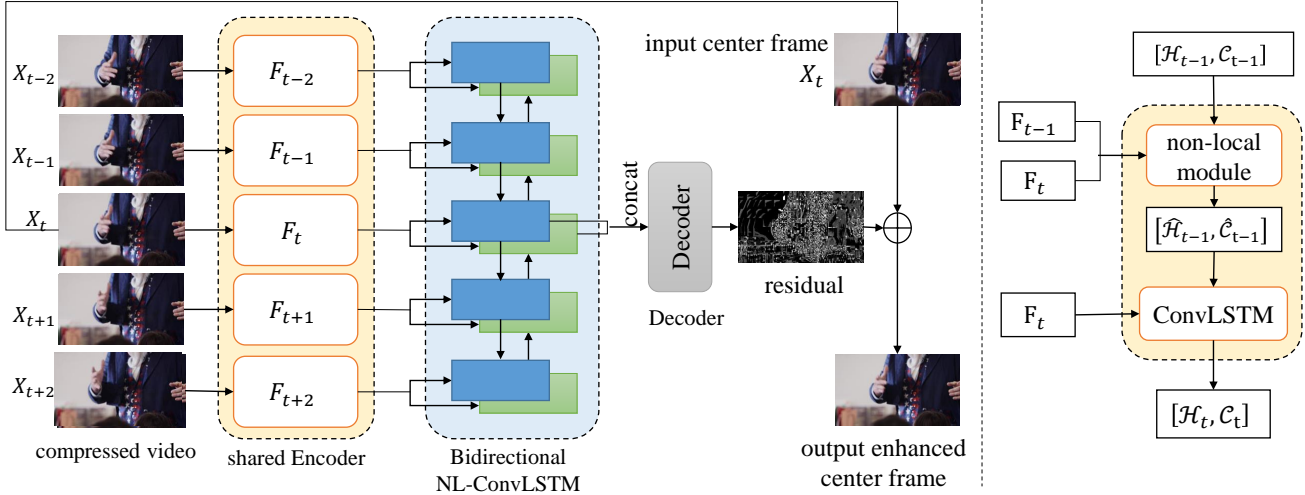 X_{t-2}
X_{t-1}
X_t
X_{t+1}
X_{t+2}
compressed video
F_{t-2}
F_{t-1}
F_t
F_{t+1}
F_{t+2}
shared Encoder
Bidirectional
NL-ConvLSTM
concat
Decoder
Decoder
input center frame
X_t
residual
output enhanced
center frame
[ℋ_{t-1}, 𝒞_{t-1}]
F_{t-1}
F_t
non-local
module
[ℋ̂_{t-1}, 𝒞̂_{t-1}]
F_t
ConvLSTM
[ℋ_t, 𝒞_t]